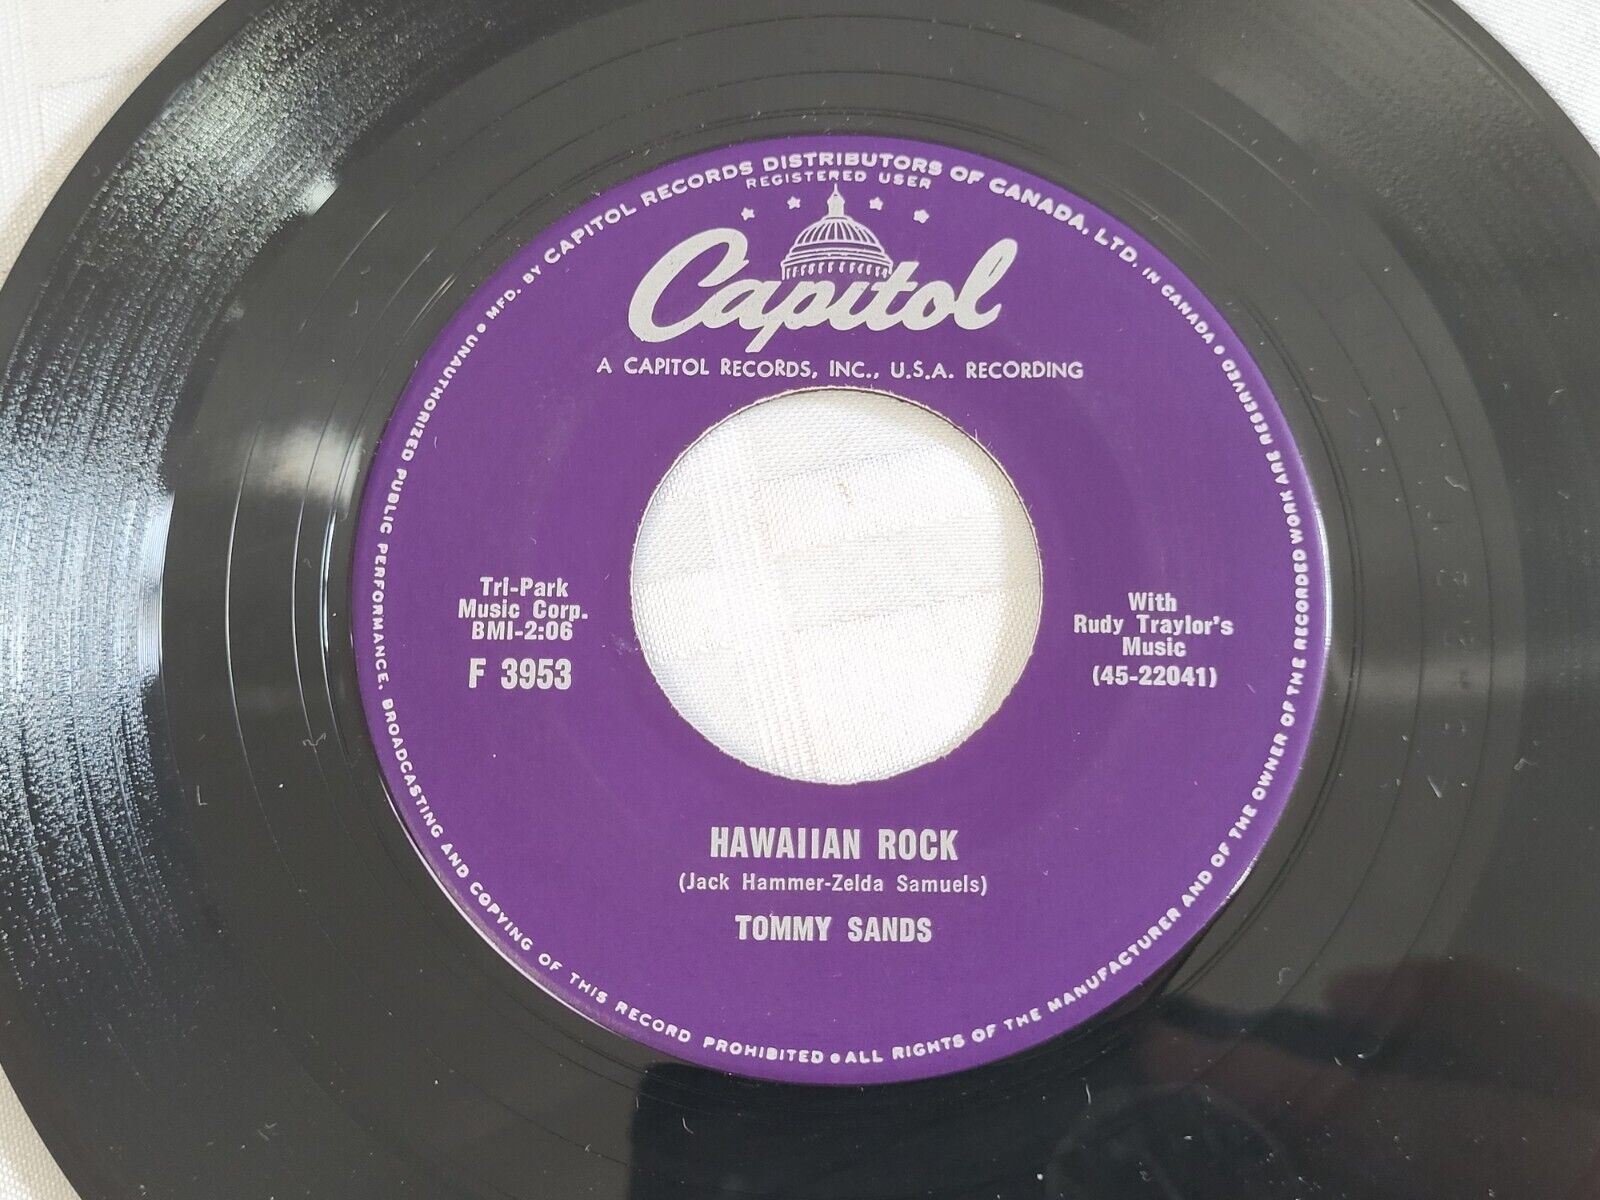 MFD. BY CAPITOL RECORDS DISTRIBUTORS OF CANADA, LTD. IN CANADA • ALL RIGHTS OF THE MANUFACTURER AND OF THE OWNER OF THE RECORDED WORK ARE RESERVED • UNAUTHORIZED PUBLIC PERFORMANCE, BROADCASTING AND COPYING OF THIS RECORD PROHIBITED •
REGISTERED USER
Capitol
A CAPITOL RECORDS, INC., U.S.A. RECORDING
Tri-Park
Music Corp.
BMI-2:06
F 3953
With
Rudy Traylor's
Music
(45-22041)
HAWAIIAN ROCK
(Jack Hammer-Zelda Samuels)
TOMMY SANDS